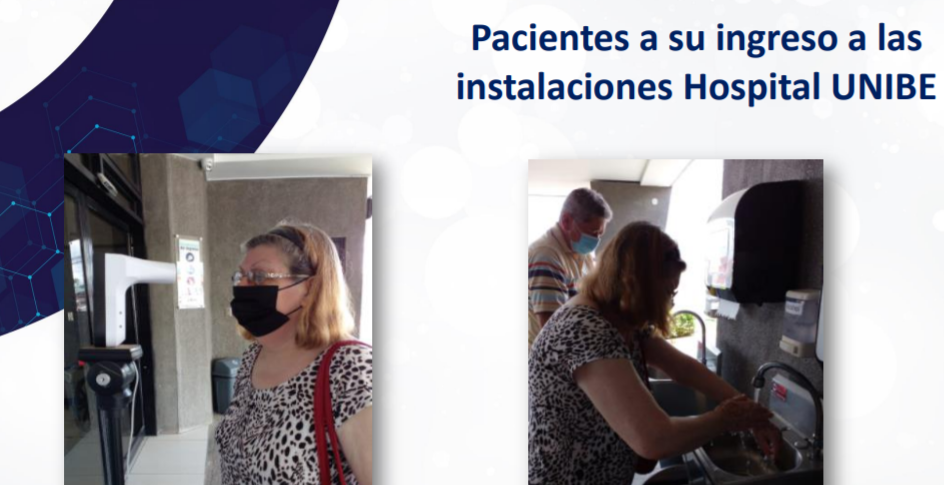 Pacientes a su ingreso a las
instalaciones Hospital UNIBE